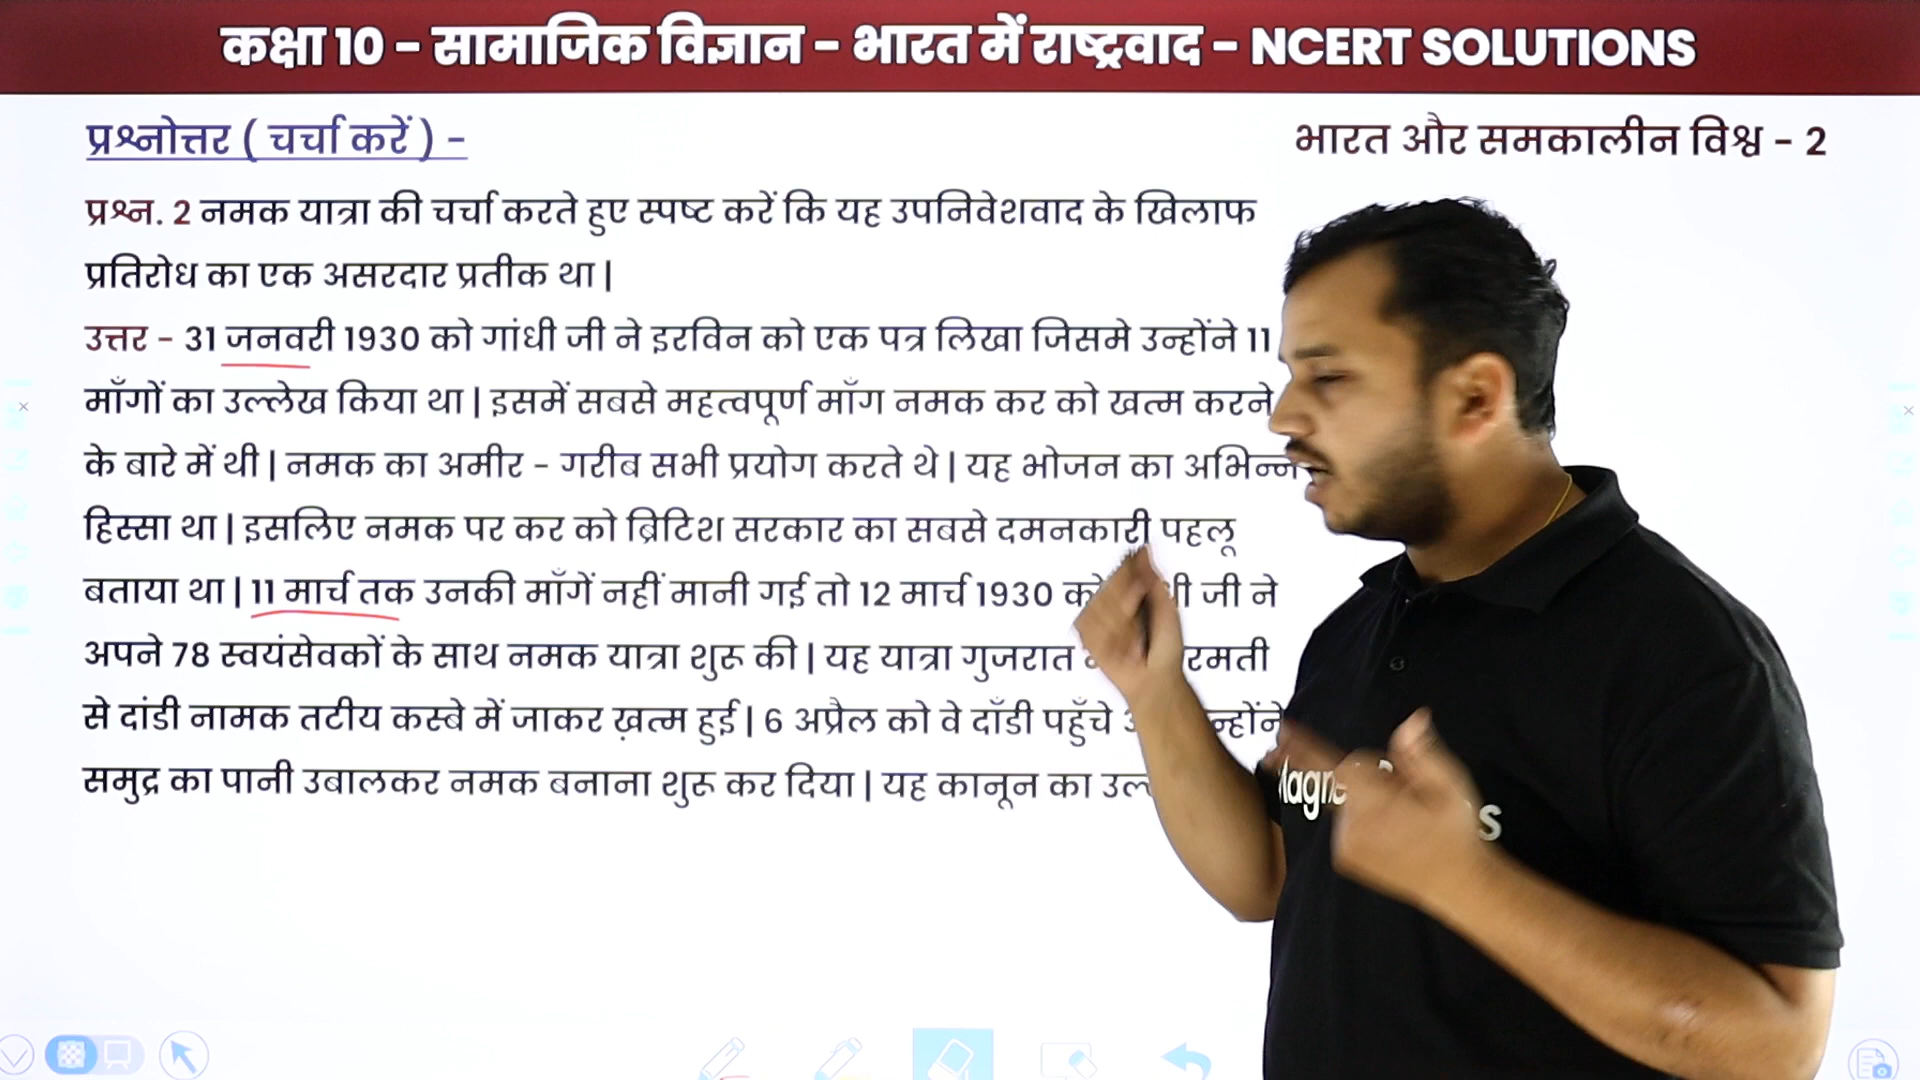 कक्षा 10 - सामाजिक विज्ञान - भारत में राष्ट्रवाद - NCERT SOLUTIONS
प्रश्नोत्तर ( चर्चा करें ) -
भारत और समकालीन विश्व - 2
प्रश्न. 2 नमक यात्रा की चर्चा करते हुए स्पष्ट करें कि यह उपनिवेशवाद के खिलाफ
प्रतिरोध का एक असरदार प्रतीक था |
उत्तर - 31 जनवरी 1930 को गांधी जी ने इरविन को एक पत्र लिखा जिसमे उन्होंने 11
माँगों का उल्लेख किया था | इसमें सबसे महत्वपूर्ण माँग नमक कर को खत्म करने
के बारे में थी | नमक का अमीर - गरीब सभी प्रयोग करते थे | यह भोजन का अभिन्न
हिस्सा था | इसलिए नमक पर कर को ब्रिटिश सरकार का सबसे दमनकारी पहलू
बताया था | 11 मार्च तक उनकी माँगें नहीं मानी गई तो 12 मार्च 1930 जी ने
अपने 78 स्वयंसेवकों के साथ नमक यात्रा शुरू की | यह यात्रा गुजरात
से दांडी नामक तटीय कस्बे में जाकर ख़त्म हुई | 6 अप्रैल को वे दाँडी पहुँचे
समुद्र का पानी उबालकर नमक बनाना शुरू कर दिया | यह कानून का